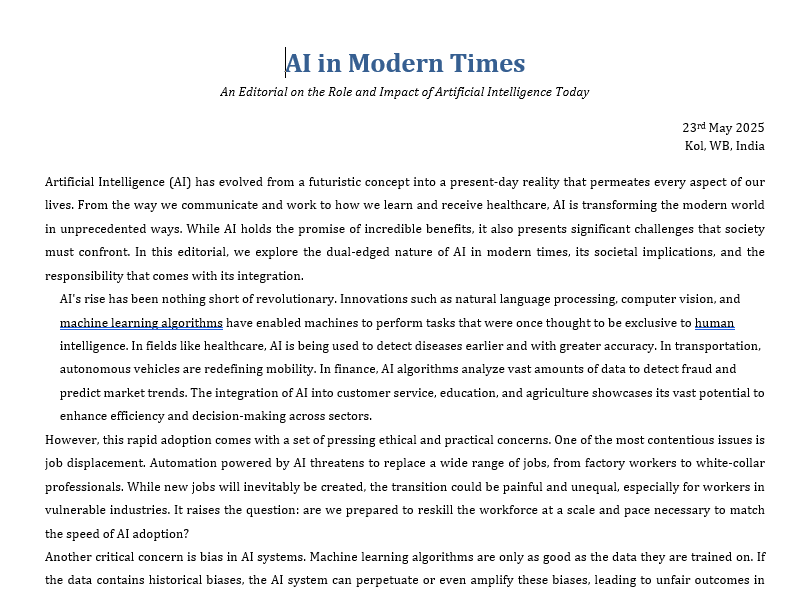 AI in Modern Times
An Editorial on the Role and Impact of Artificial Intelligence Today
23rd May 2025
Kol, WB, India
Artificial Intelligence (AI) has evolved from a futuristic concept into a present-day reality that permeates every aspect of our
lives. From the way we communicate and work to how we learn and receive healthcare, AI is transforming the modern world
in unprecedented ways. While AI holds the promise of incredible benefits, it also presents significant challenges that society
must confront. In this editorial, we explore the dual-edged nature of AI in modern times, its societal implications, and the
responsibility that comes with its integration.
AI's rise has been nothing short of revolutionary. Innovations such as natural language processing, computer vision, and
machine learning algorithms have enabled machines to perform tasks that were once thought to be exclusive to human
intelligence. In fields like healthcare, AI is being used to detect diseases earlier and with greater accuracy. In transportation,
autonomous vehicles are redefining mobility. In finance, AI algorithms analyze vast amounts of data to detect fraud and
predict market trends. The integration of AI into customer service, education, and agriculture showcases its vast potential to
enhance efficiency and decision-making across sectors.
However, this rapid adoption comes with a set of pressing ethical and practical concerns. One of the most contentious issues is
job displacement. Automation powered by AI threatens to replace a wide range of jobs, from factory workers to white-collar
professionals. While new jobs will inevitably be created, the transition could be painful and unequal, especially for workers in
vulnerable industries. It raises the question: are we prepared to reskill the workforce at a scale and pace necessary to match
the speed of AI adoption?
Another critical concern is bias in AI systems. Machine learning algorithms are only as good as the data they are trained on. If
the data contains historical biases, the AI system can perpetuate or even amplify these biases, leading to unfair outcomes in